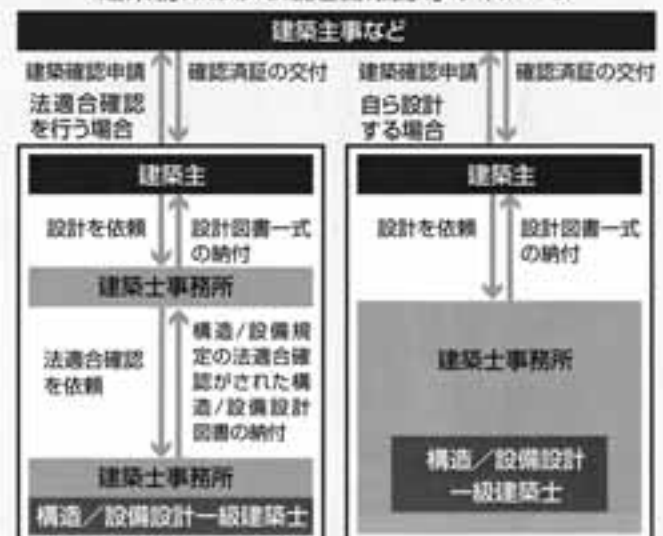 建築主事など
建築確認申請
確認済証の交付
法適合確認
を行う場合
建築主
設計を依頼
設計図書一式
の納付
建築士事務所
法適合確認
を依頼
構造/設備規
定の法適合確
認がされた構
造/設備設計
図書の納付
建築士事務所
構造／設備設計一級建築士
建築確認申請
確認済証の交付
自ら設計
する場合
建築主
設計を依頼
設計図書一式
の納付
建築士事務所
構造／設備設計
一級建築士